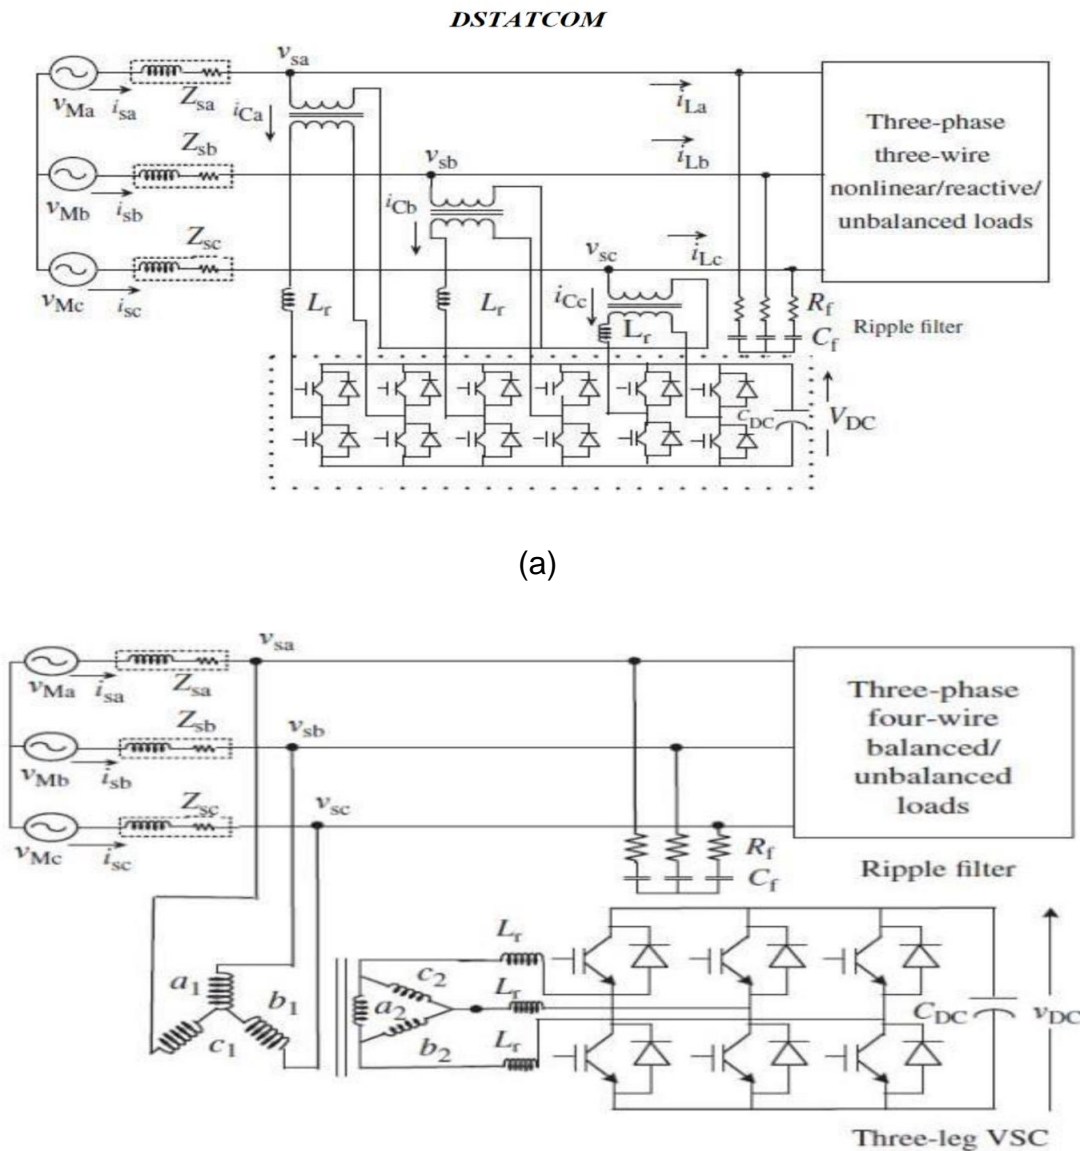 DSTATCOM
v_sa
v_Ma
i_sa
Z_sa
i_Ca
i_La
Three-phase
three-wire
nonlinear/reactive/
unbalanced loads
Z_sb
v_sb
i_Lb
v_Mb
i_sb
i_Cb
Z_sc
v_sc
i_Lc
v_Mc
i_sc
i_Cc
L_r
L_r
L_r
R_f
C_f
Ripple filter
C_DC
V_DC
(a)
v_sa
v_Ma
i_sa
Z_sa
Three-phase
four-wire
balanced/
unbalanced
loads
Z_sb
v_sb
v_Mb
i_sb
Z_sc
v_sc
v_Mc
i_sc
R_f
C_f
Ripple filter
L_r
a_1
b_1
c_1
c_2
a_2
b_2
L_r
L_r
C_DC
v_DC
Three-leg VSC